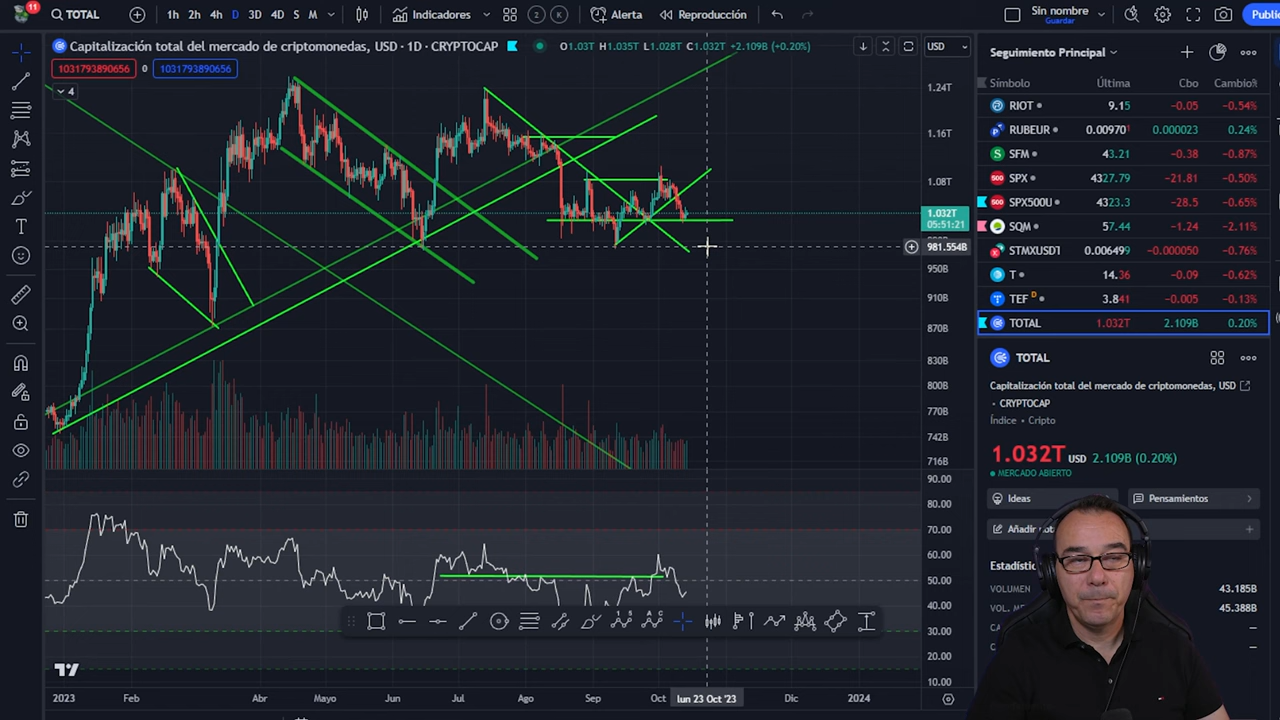 11
TOTAL
1h 2h 4h D 3D 4D S M
Indicadores
2
K
Alerta
Reproducción
Sin nombre
Guardar
Public
Capitalización total del mercado de criptomonedas, USD · 1D · CRYPTOCAP
O1.03T H1.035T L1.028T C1.032T +2.109B (+0.20%)
USD
1031793890656 0 1031793890656
4
1.24T
1.16T
1.08T
1.032T
05:51:21
981.554B
950B
910B
870B
830B
800B
770B
742B
716B
90.00
80.00
70.00
60.00
50.00
40.00
30.00
20.00
10.00
2023 Feb Abr Mayo Jun Jul Ago Sep Oct lun 23 Oct '23 Dic 2024
Seguimiento Principal
Símbolo Última Cbo Cambio%
RIOT 9.15 -0.05 -0.54%
RUBEUR 0.00970¹ 0.000023 0.24%
SFM 43.21 -0.38 -0.87%
SPX 4327.79 -21.81 -0.50%
SPX500U 4323.3 -28.5 -0.65%
SQM 57.44 -1.24 -2.11%
STMXUSD1 0.006499 -0.000050 -0.76%
T 14.36 -0.09 -0.62%
TEF D 3.841 -0.005 -0.13%
TOTAL 1.032T 2.109B 0.20%
TOTAL
Capitalización total del mercado de criptomonedas, USD
• CRYPTOCAP
Índice • Cripto
1.032T USD 2.109B (0.20%)
MERCADO ABIERTO
Ideas
Pensamientos
Añadir
Estadíst
VOLUMEN 43.185B
VOL. 45.388B